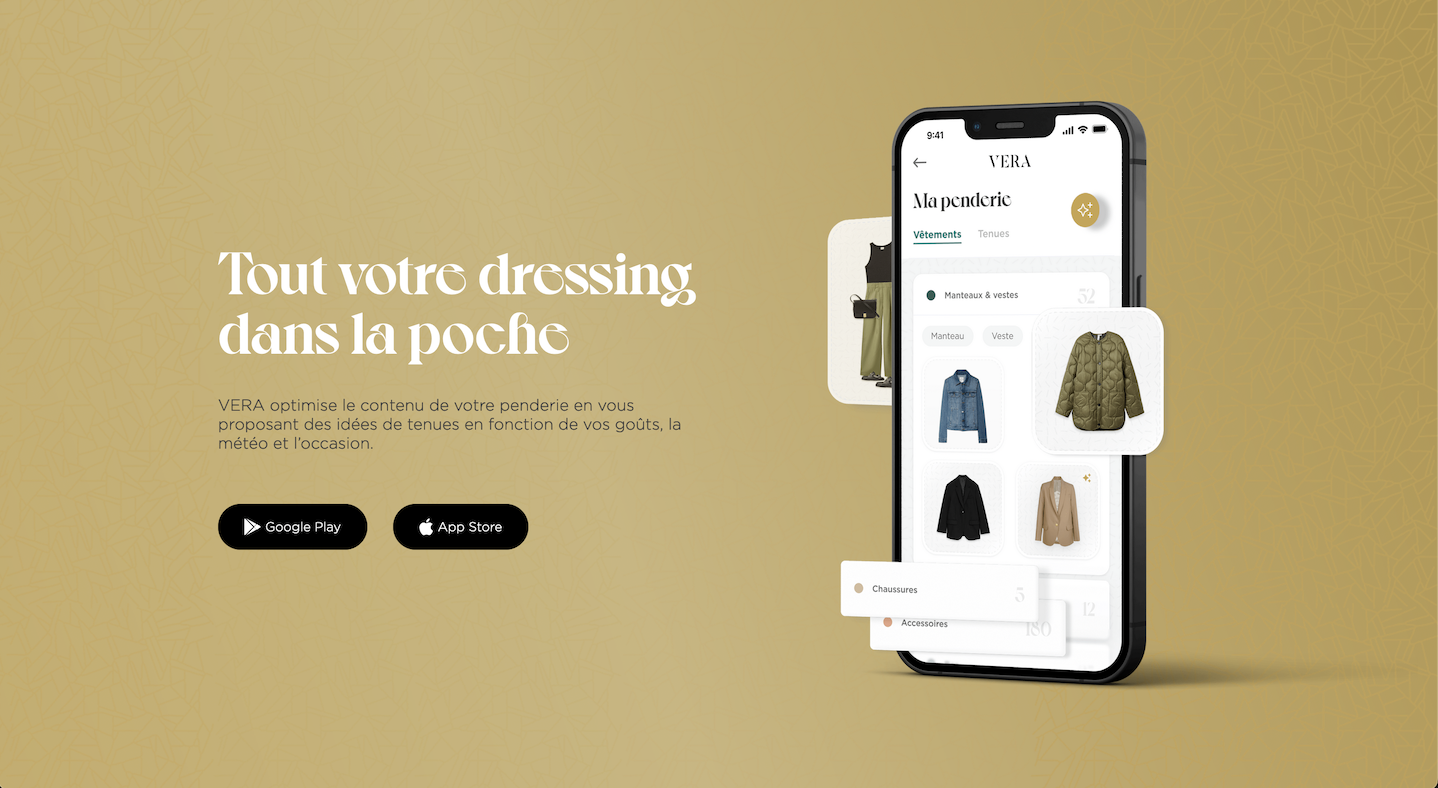 Tout votre dressing
dans la poche
VERA optimise le contenu de votre penderie en vous
proposant des idées de tenues en fonction de vos goûts, la
météo et l'occasion.
Google Play
App Store
9:41
VERA
Ma penderie
Vêtements Tenues
Manteaux & vestes 32
Manteau Veste
Chaussures 5
12
Accessoires 180